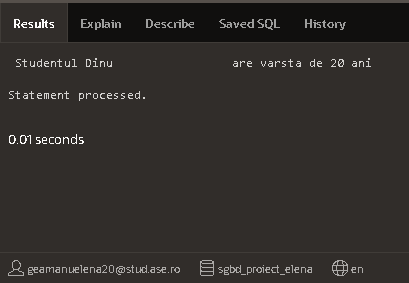 Results Explain Describe Saved SQL History
Studentul Dinu are varsta de 20 ani
Statement processed.
0.01 seconds
geamanuelena20@stud.ase.ro sgbd_proiect_elena en